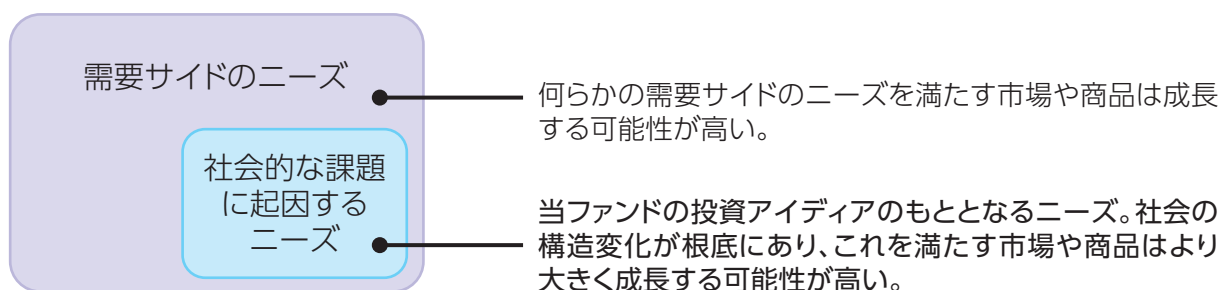 需要サイドのニーズ
何らかの需要サイドのニーズを満たす市場や商品は成長
する可能性が高い。
社会的な課題
に起因する
ニーズ
当ファンドの投資アイディアのもととなるニーズ。社会の
構造変化が根底にあり、これを満たす市場や商品はより
大きく成長する可能性が高い。